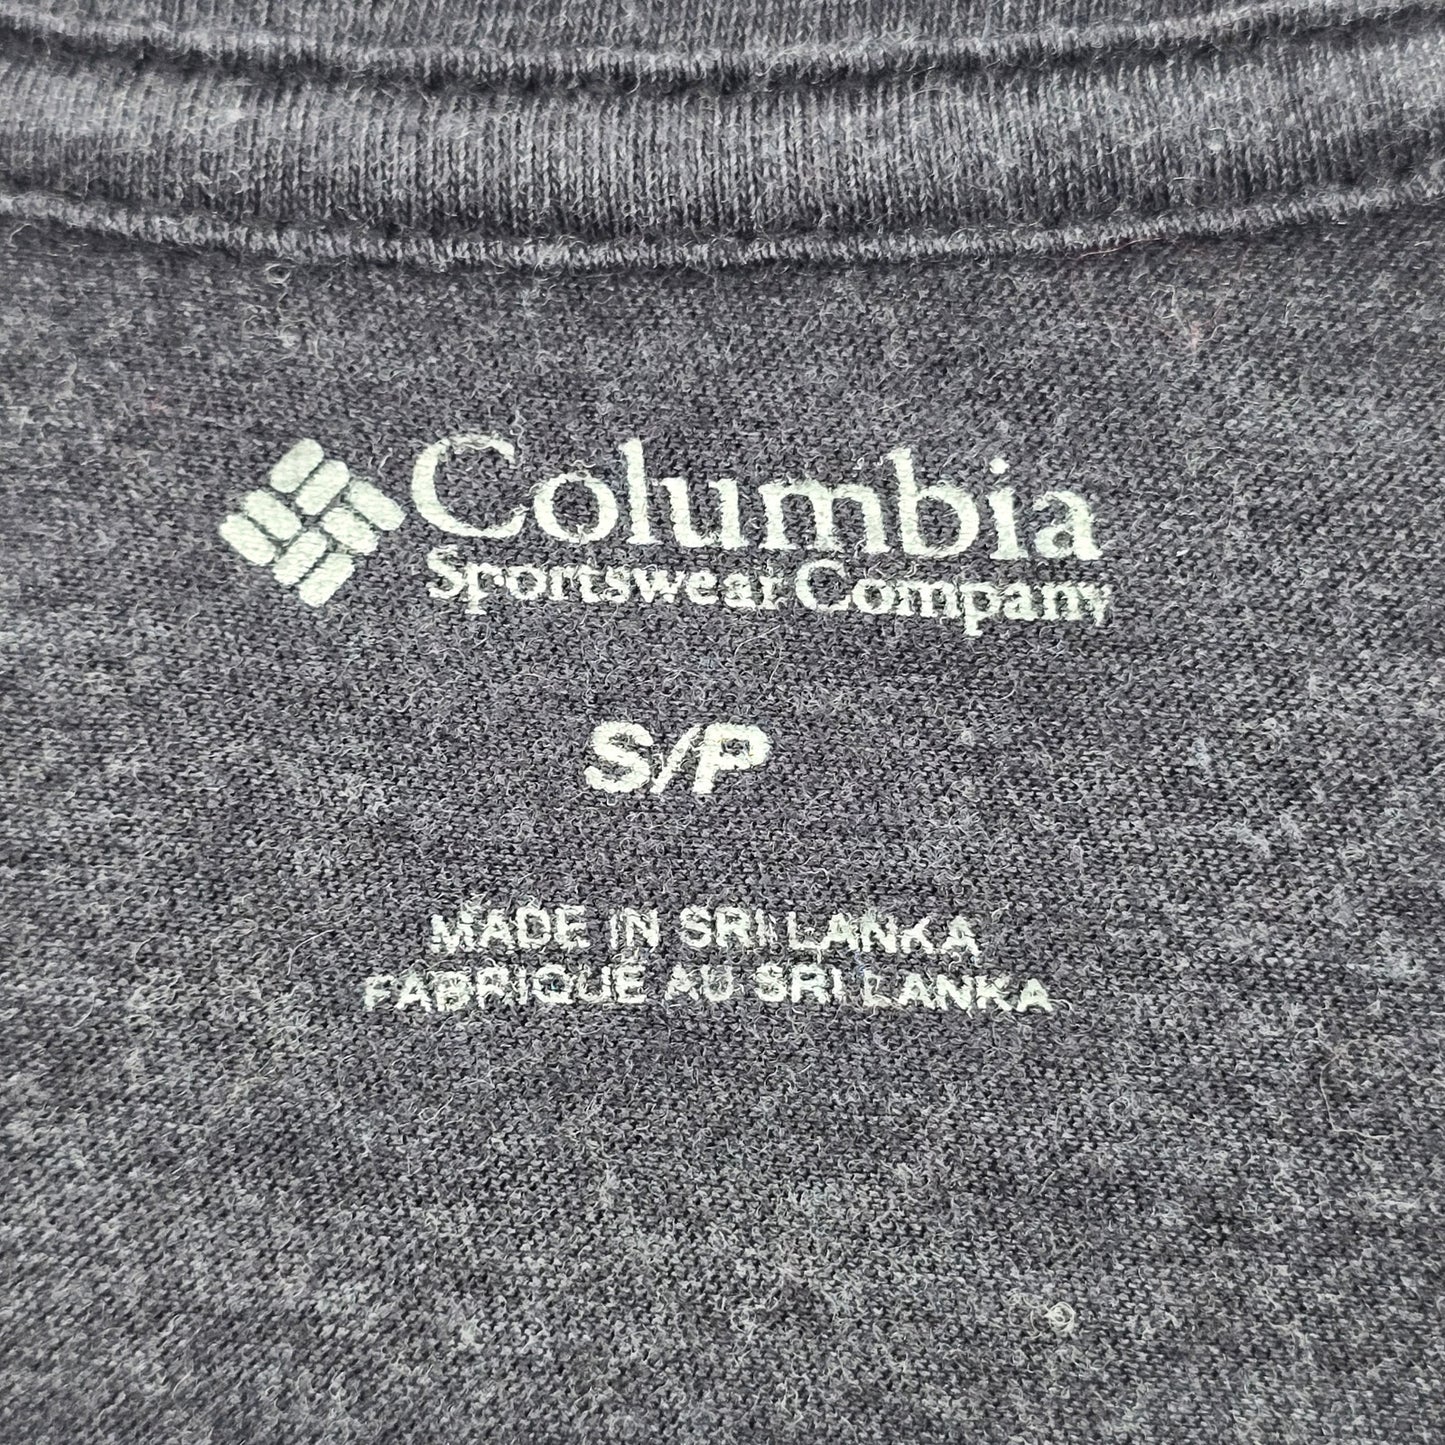 Columbia
Sportswear Company
S/P
MADE IN SRI LANKA
FABRIQUE AU SRI LANKA